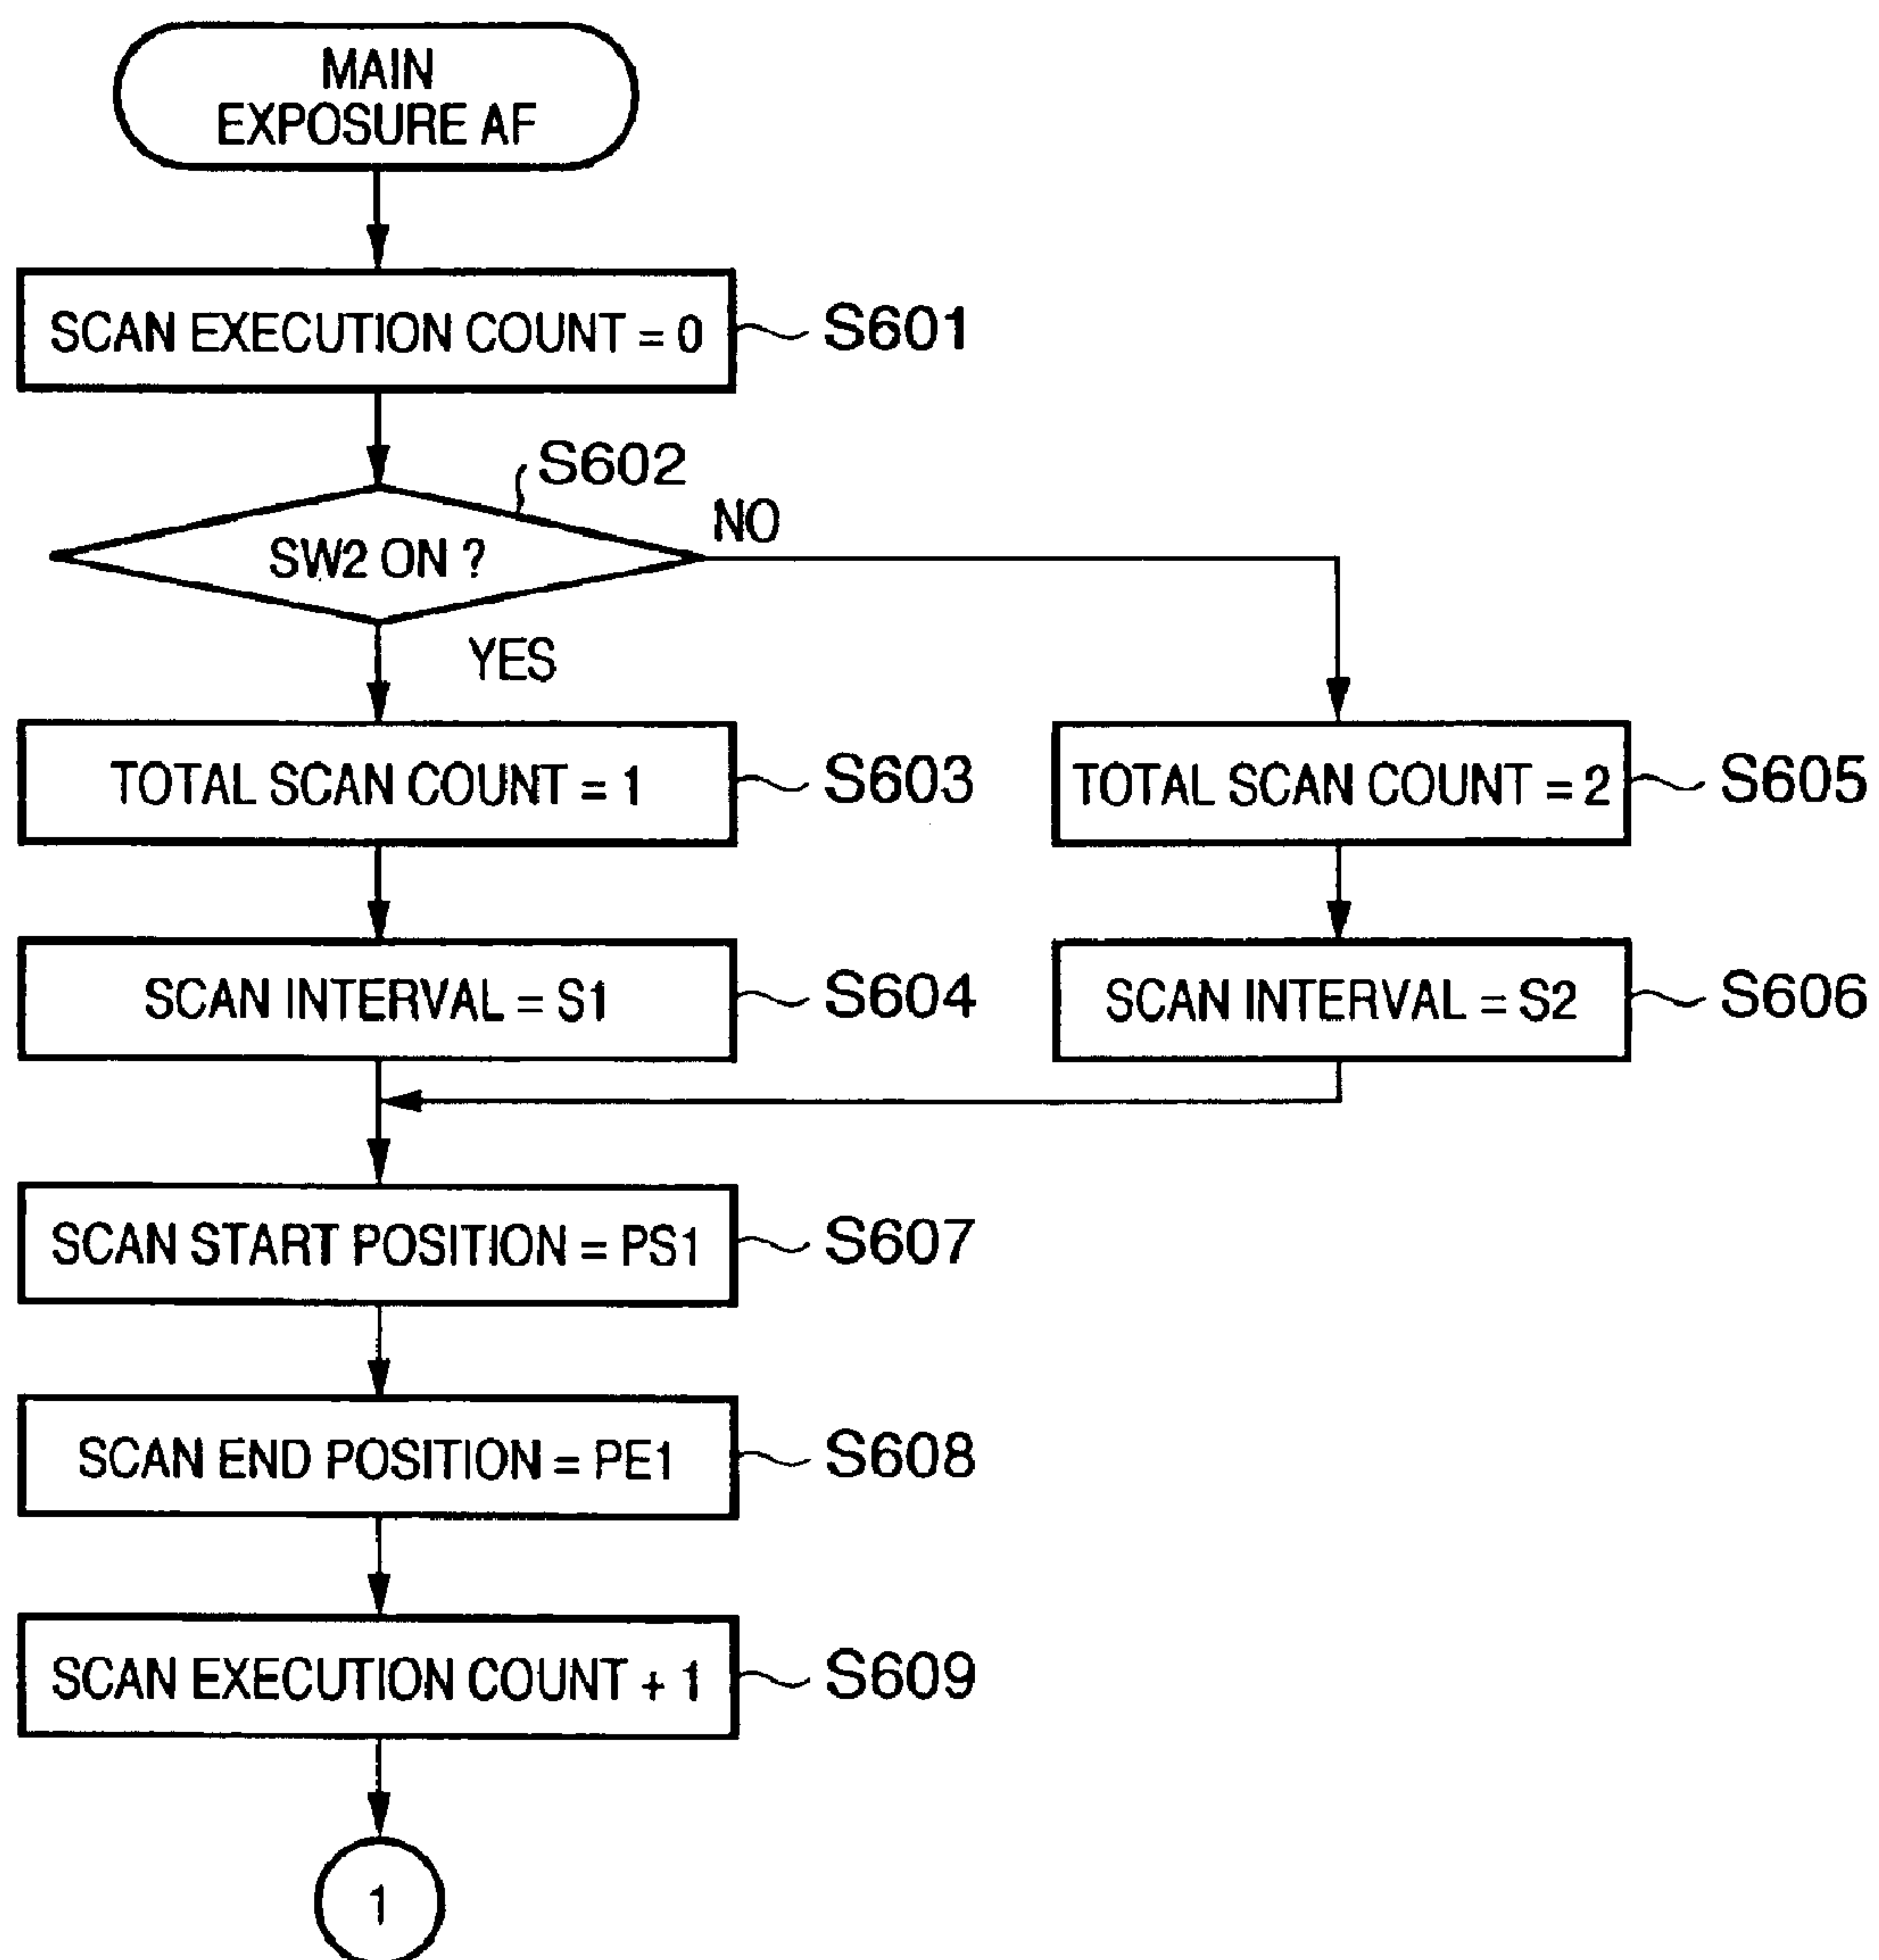 MAIN
EXPOSURE AF
SCAN EXECUTION COUNT = 0
S601
S602
SW2 ON ?
NO
YES
TOTAL SCAN COUNT = 1
S603
TOTAL SCAN COUNT = 2
S605
SCAN INTERVAL = S1
S604
SCAN INTERVAL = S2
S606
SCAN START POSITION = PS1
S607
SCAN END POSITION = PE1
S608
SCAN EXECUTION COUNT + 1
S609
1